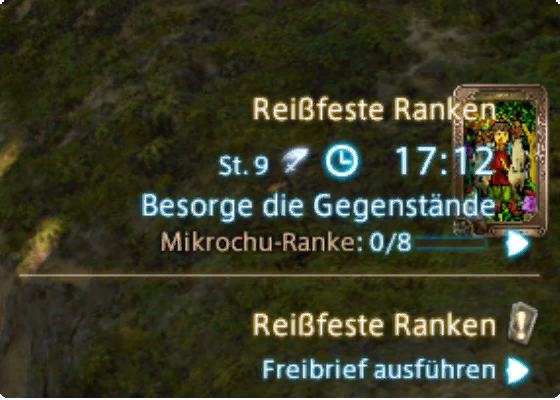 Reißfeste Ranken
St. 9 17:12
Besorge die Gegenstände
Mikrochu-Ranke: 0/8
Reißfeste Ranken
Freibrief ausführen